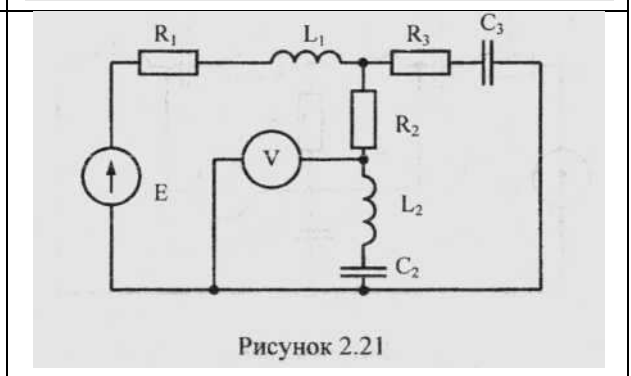 R₁ L₁ R₃ C₃
R₂
V
E
L₂
C₂
Рисунок 2.21